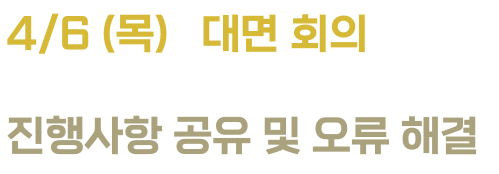 4/6 (목) 대면 회의
진행사항 공유 및 오류 해결